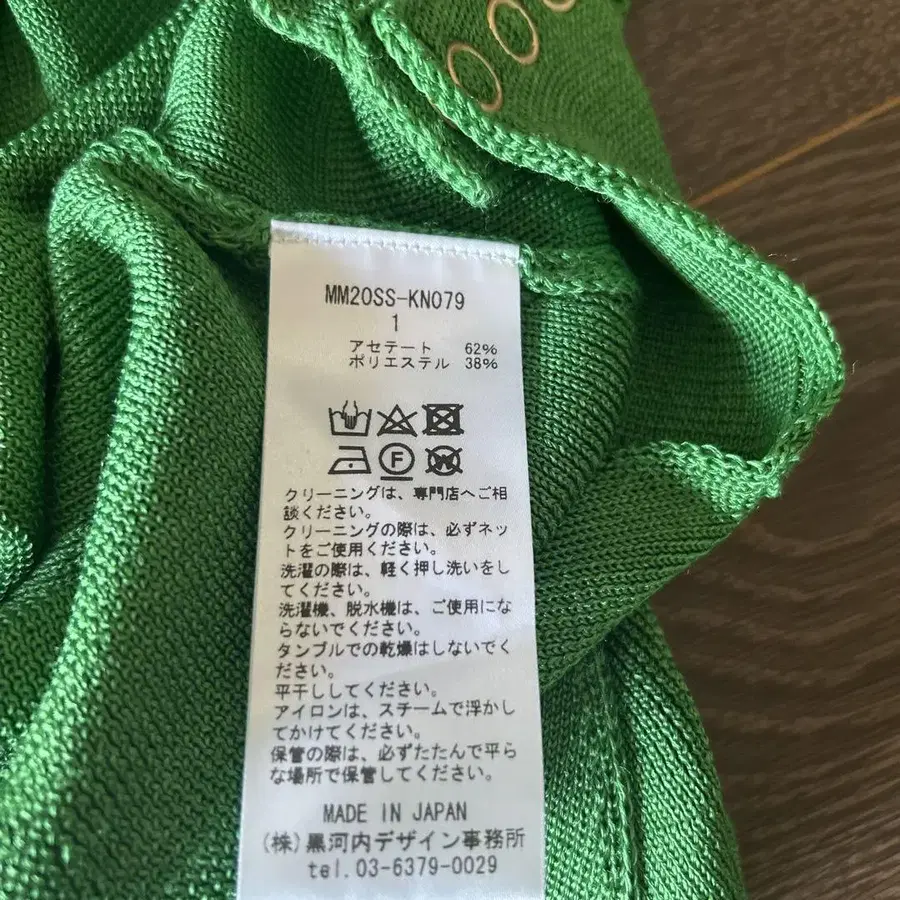 MM20SS-KN079
1
アセテート 62%
ポリエステル 38%
F
W
クリーニングは、専門店へご相
談ください。
クリーニングの際は、必ずネッ
トをご使用ください。
洗濯の際は、軽く押し洗いをし
てください。
洗濯機、脱水機は、ご使用にな
らないでください。
タンブルでの乾燥はしないでく
ださい。
平干ししてください。
アイロンは、スチームで浮かし
てかけてください。
保管の際は、必ずたたんで平ら
な場所で保管してください。
MADE IN JAPAN
(株)黒河内デザイン事務所
tel.03-6379-0029